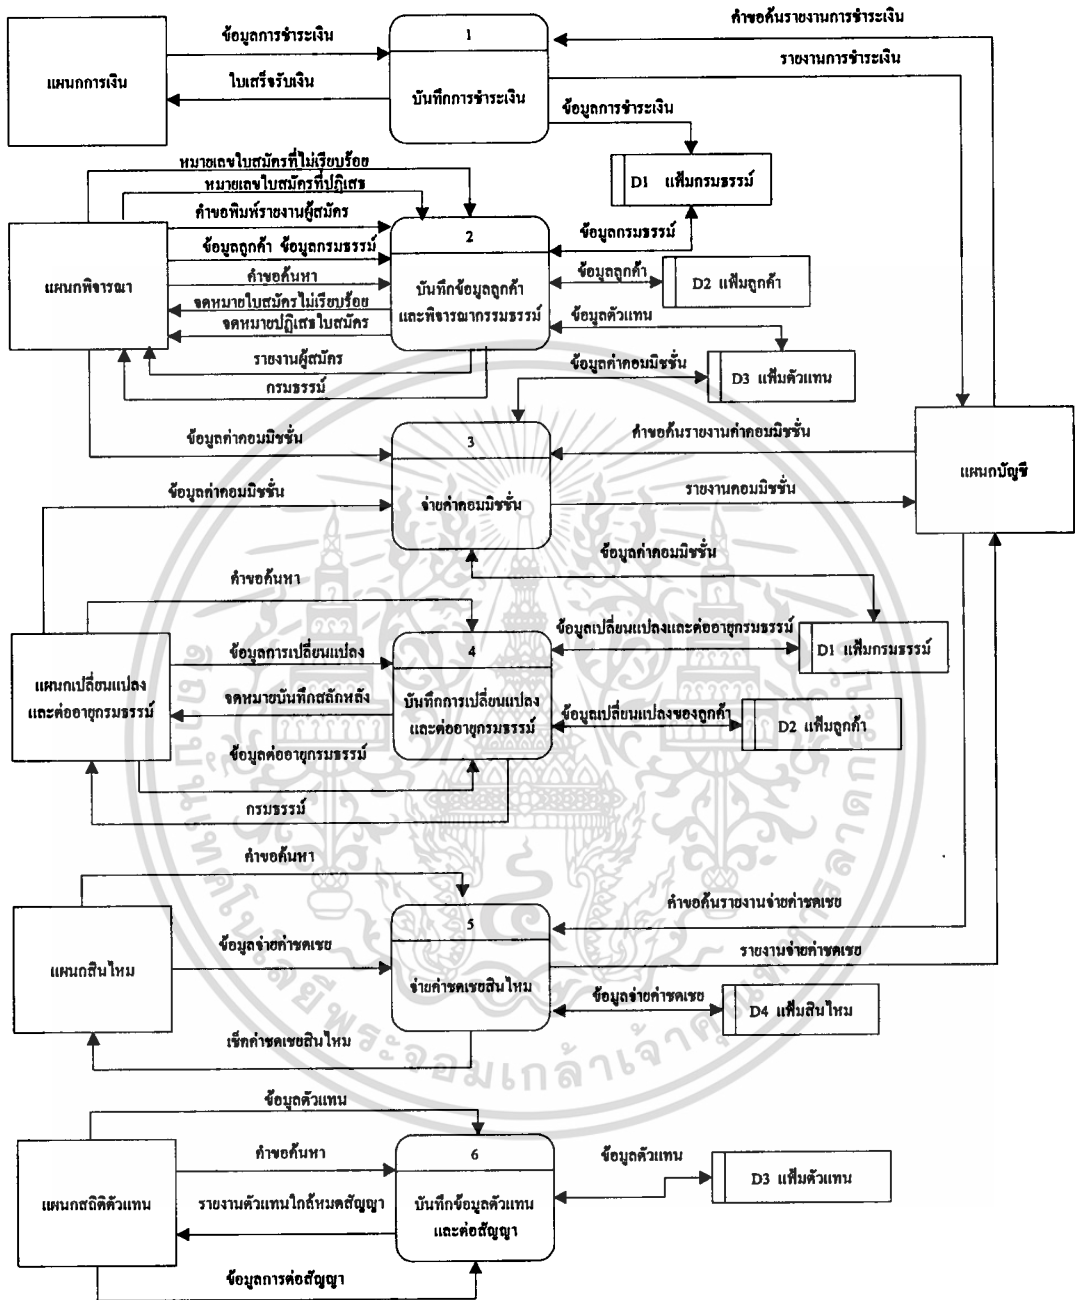 ข้อมูลการชำระเงิน
1
คำขอค้นรายงานการชำระเงิน
รายงานการชำระเงิน
แผนกการเงิน
ใบเสร็จรับเงิน
บันทึกการชำระเงิน
ข้อมูลการชำระเงิน
หมายเลขใบสมัครที่ไม่เรียบร้อย
หมายเลขใบสมัครที่ปฏิเสธ
D1 แฟ้มกรมธรรม์
คำขอพิมพ์รายงานผู้สมัคร
2
ข้อมูลกรมธรรม์
ข้อมูลลูกค้า ข้อมูลกรมธรรม์
แผนกพิจารณา
คำขอค้นหา
บันทึกข้อมูลลูกค้า
และพิจารณากรรมธรรม์
ข้อมูลลูกค้า
D2 แฟ้มลูกค้า
จดหมายใบสมัครไม่เรียบร้อย
จดหมายปฏิเสธใบสมัคร
ข้อมูลตัวแทน
รายงานผู้สมัคร
ข้อมูลค่าคอมมิชชั่น
D3 แฟ้มตัวแทน
กรมธรรม์
ข้อมูลค่าคอมมิชชั่น
3
คำขอค้นรายงานค่าคอมมิชชั่น
แผนกบัญชี
ข้อมูลค่าคอมมิชชั่น
จ่ายค่าคอมมิชชั่น
รายงานคอมมิชชั่น
ข้อมูลค่าคอมมิชชั่น
คำขอค้นหา
ข้อมูลเปลี่ยนแปลงและต่ออายุกรมธรรม์
D1 แฟ้มกรมธรรม์
แผนกเปลี่ยนแปลง
และต่ออายุกรมธรรม์
ข้อมูลการเปลี่ยนแปลง
4
จดหมายบันทึกสลักหลัง
บันทึกการเปลี่ยนแปลง
และต่ออายุกรมธรรม์
ข้อมูลเปลี่ยนแปลงของลูกค้า
D2 แฟ้มลูกค้า
ข้อมูลต่ออายุกรมธรรม์
กรมธรรม์
คำขอค้นหา
คำขอค้นรายงานจ่ายค่าชดเชย
5
ข้อมูลจ่ายค่าชดเชย
รายงานจ่ายค่าชดเชย
แผนกสินไหม
จ่ายค่าชดเชยสินไหม
ข้อมูลจ่ายค่าชดเชย
D4 แฟ้มสินไหม
เช็คค่าชดเชยสินไหม
ข้อมูลตัวแทน
คำขอค้นหา
6
ข้อมูลตัวแทน
D3 แฟ้มตัวแทน
แผนกสถิติตัวแทน
รายงานตัวแทนใกล้หมดสัญญา
บันทึกข้อมูลตัวแทน
และต่อสัญญา
ข้อมูลการต่อสัญญา
สถาบันเทคโนโลยีพระจอมเกล้าเจ้าคุณทหารลาดกระบัง